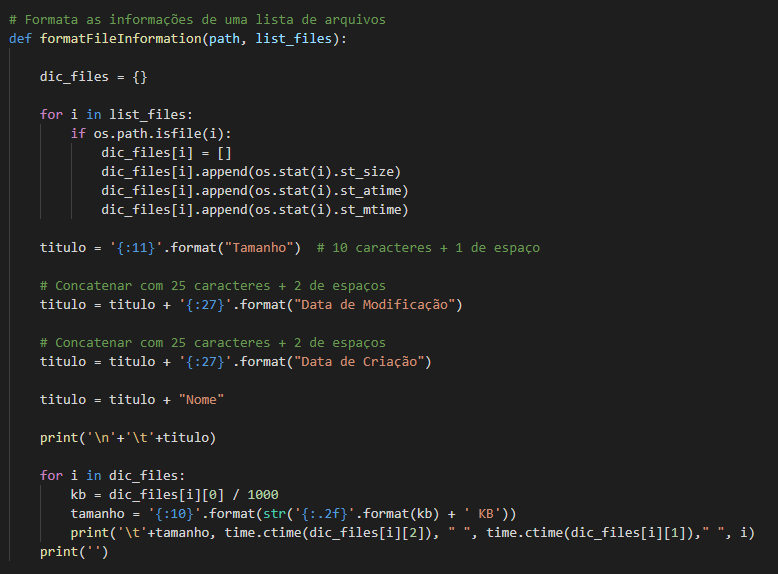 # Formata as informações de uma lista de arquivos
def formatFileInformation(path, list_files):
dic_files = {}
for i in list_files:
if os.path.isfile(i):
dic_files[i] = []
dic_files[i].append(os.stat(i).st_size)
dic_files[i].append(os.stat(i).st_atime)
dic_files[i].append(os.stat(i).st_mtime)
titulo = '{:11}'.format("Tamanho")  # 10 caracteres + 1 de espaço
# Concatenar com 25 caracteres + 2 de espaços
titulo = titulo + '{:27}'.format("Data de Modificação")
# Concatenar com 25 caracteres + 2 de espaços
titulo = titulo + '{:27}'.format("Data de Criação")
titulo = titulo + "Nome"
print('\n'+'\t'+titulo)
for i in dic_files:
kb = dic_files[i][0] / 1000
tamanho = '{:10}'.format(str('{:.2f}'.format(kb) + ' KB'))
print('\t'+tamanho, time.ctime(dic_files[i][2]), " ", time.ctime(dic_files[i][1])," ", i)
print('')